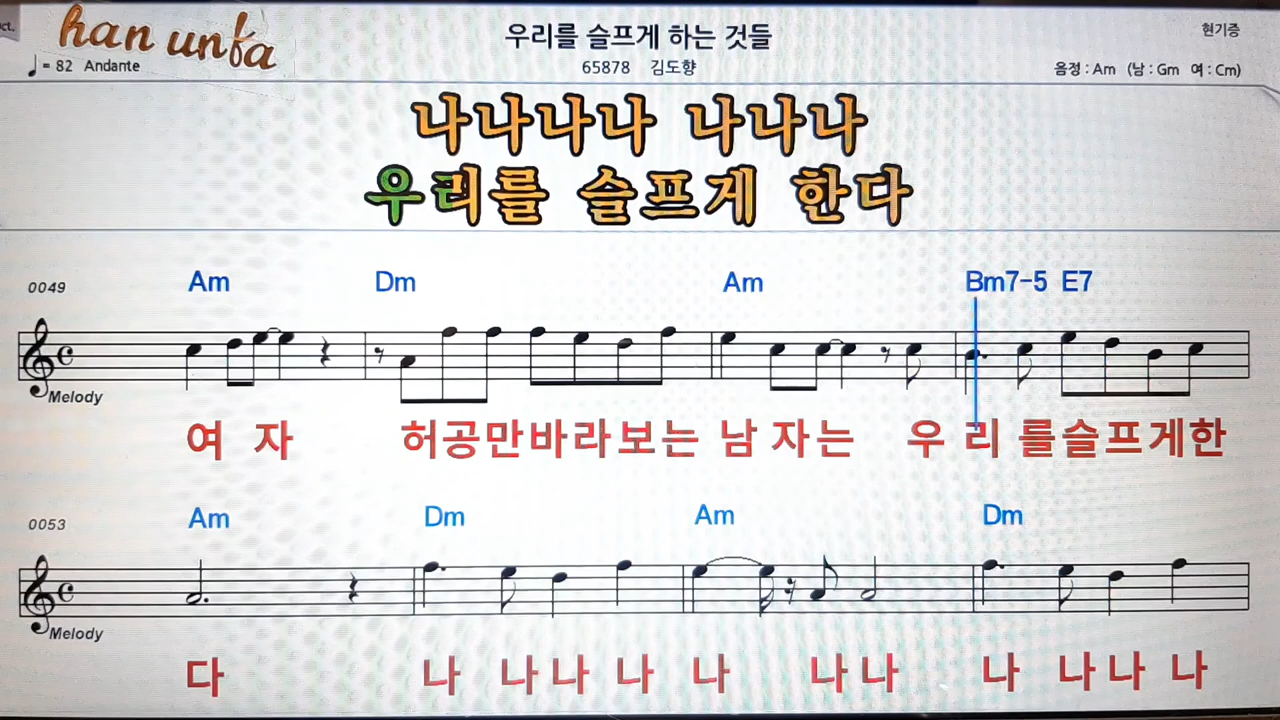 ct.
han unfa
우리를 슬프게 하는 것들
현기증
♩ = 82 Andante
65878 김도향
음정 : Am (남 : Gm 여 : Cm)
나나나나 나나나
우리를 슬프게 한다
0049 Am Dm Am Bm7-5 E7
Melody
여 자 허공만바라보는 남 자는 우 리 를슬프게한
0053 Am Dm Am Dm
Melody
다 나 나나 나 나 나나 나 나나 나